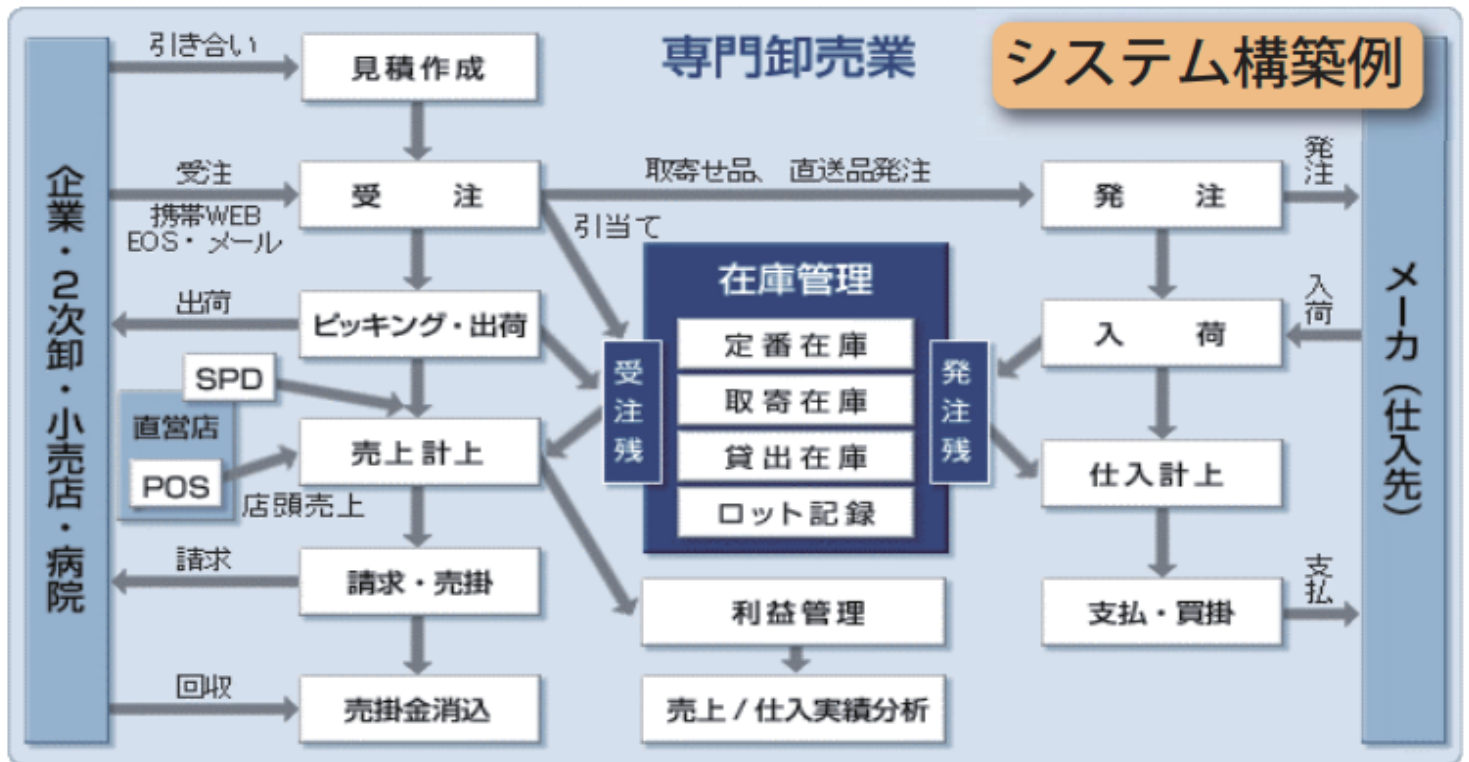 専門卸売業
システム構築例
企業・2次卸・小売店・病院
引き合い
見積作成
受注
携帯WEB
EOS・メール
受注
取寄せ品、直送品発注
発注
発注
引当て
出荷
ピッキング・出荷
在庫管理
定番在庫
取寄在庫
貸出在庫
ロット記録
受注残
発注残
入荷
入荷
メーカ(仕入先)
SPD
直営店
POS
店頭売上
売上計上
仕入計上
請求
請求・売掛
利益管理
支払・買掛
支払
回収
売掛金消込
売上/仕入実績分析